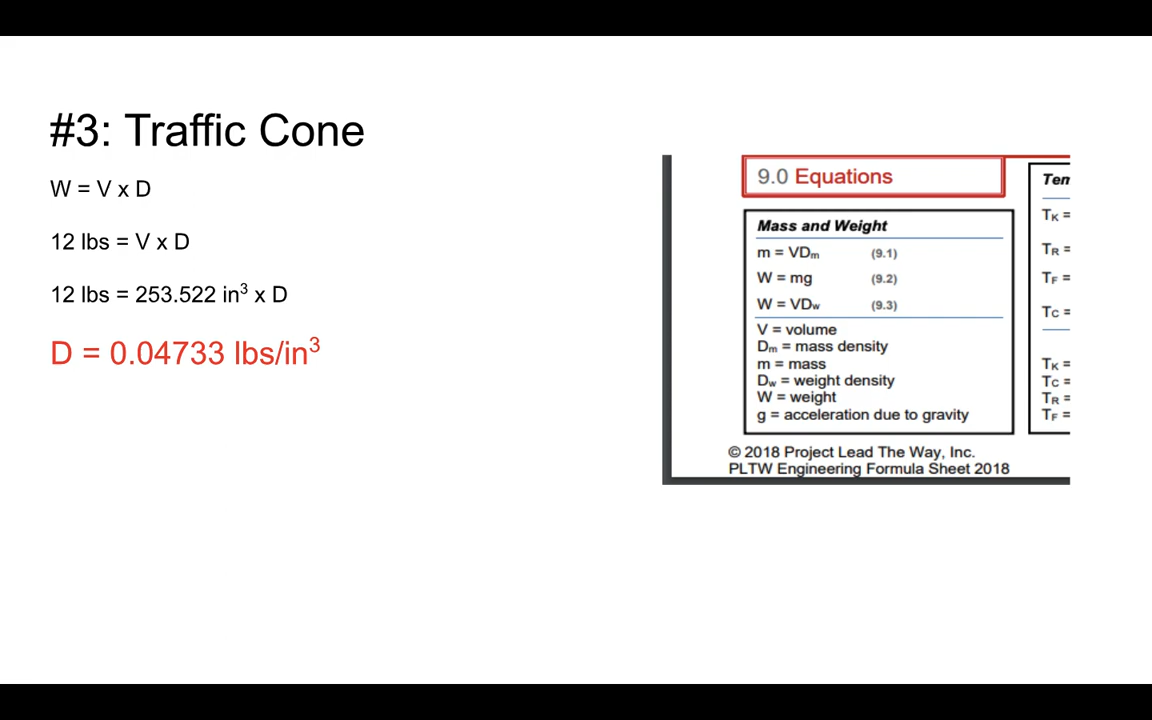 #3: Traffic Cone
W = V x D
12 lbs = V x D
12 lbs = 253.522 in³ x D
D = 0.04733 lbs/in³
9.0 Equations
Mass and Weight
m = VDₘ (9.1)
W = mg (9.2)
W = VDw (9.3)
V = volume
Dₘ = mass density
m = mass
Dw = weight density
W = weight
g = acceleration due to gravity
© 2018 Project Lead The Way, Inc.
PLTW Engineering Formula Sheet 2018
Tem
TK =
TR =
TF =
TC =
TK =
TC =
TR =
TF =